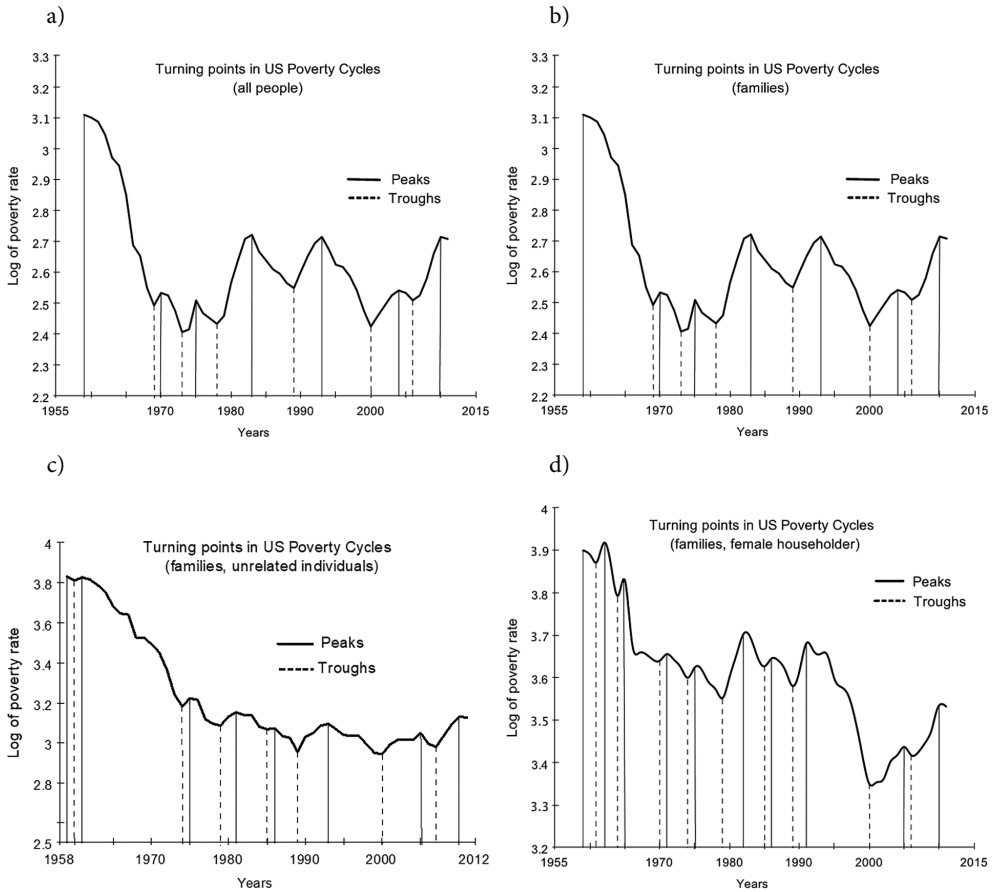 a)
Turning points in US Poverty Cycles
(all people)
Peaks
Troughs
Log of poverty rate
3.3
3.2
3.1
3
2.9
2.8
2.7
2.6
2.5
2.4
2.3
2.2
1955
1970
1980
1990
2000
2015
Years
b)
Turning points in US Poverty Cycles
(families)
Peaks
Troughs
Log of poverty rate
3.3
3.2
3.1
3
2.9
2.8
2.7
2.6
2.5
2.4
2.3
2.2
1955
1970
1980
1990
2000
2015
Years
c)
Turning points in US Poverty Cycles
(families, unrelated individuals)
Peaks
Troughs
Log of poverty rate
4
3.8
3.6
3.4
3.2
3
2.8
2.5
1958
1970
1980
1990
2000
2012
Years
d)
Turning points in US Poverty Cycles
(families, female householder)
Peaks
Troughs
Log of poverty rate
4
3.9
3.8
3.7
3.6
3.5
3.4
3.3
3.2
1955
1970
1980
1990
2000
2015
Years